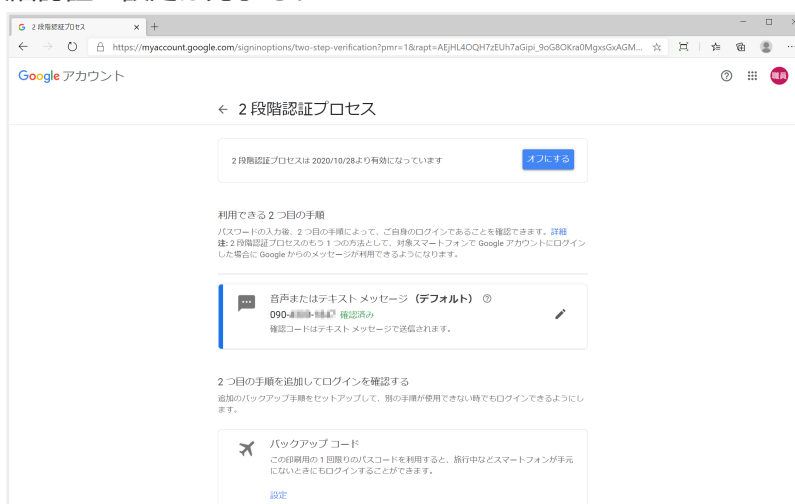 2 段階認証プロセス
https://myaccount.google.com/signinoptions/two-step-verification?pmr=1&rapt=AEjHL4OQH7zEUh7aGipi_9oG8OKra0MgxsGxAGM...
Google アカウント
職員
2 段階認証プロセス
2 段階認証プロセスは 2020/10/28より有効になっています
オフにする
利用できる 2 つ目の手順
パスワードの入力後、2 つ目の手順によって、ご自身のログインであることを確認できます。詳細
注: 2 段階認証プロセスのもう 1 つの方法として、対象スマートフォンで Google アカウントにログイン
した場合に Google からのメッセージが利用できるようになります。
音声またはテキスト メッセージ（デフォルト）
090- 確認済み
確認コードはテキスト メッセージで送信されます。
2 つ目の手順を追加してログインを確認する
追加のバックアップ手順をセットアップして、別の手順が使用できない時でもログインできるようにし
ます。
バックアップ コード
この印刷用の 1 回限りのパスコードを利用すると、旅行中などスマートフォンが手元
にないときにもログインすることができます。
設定